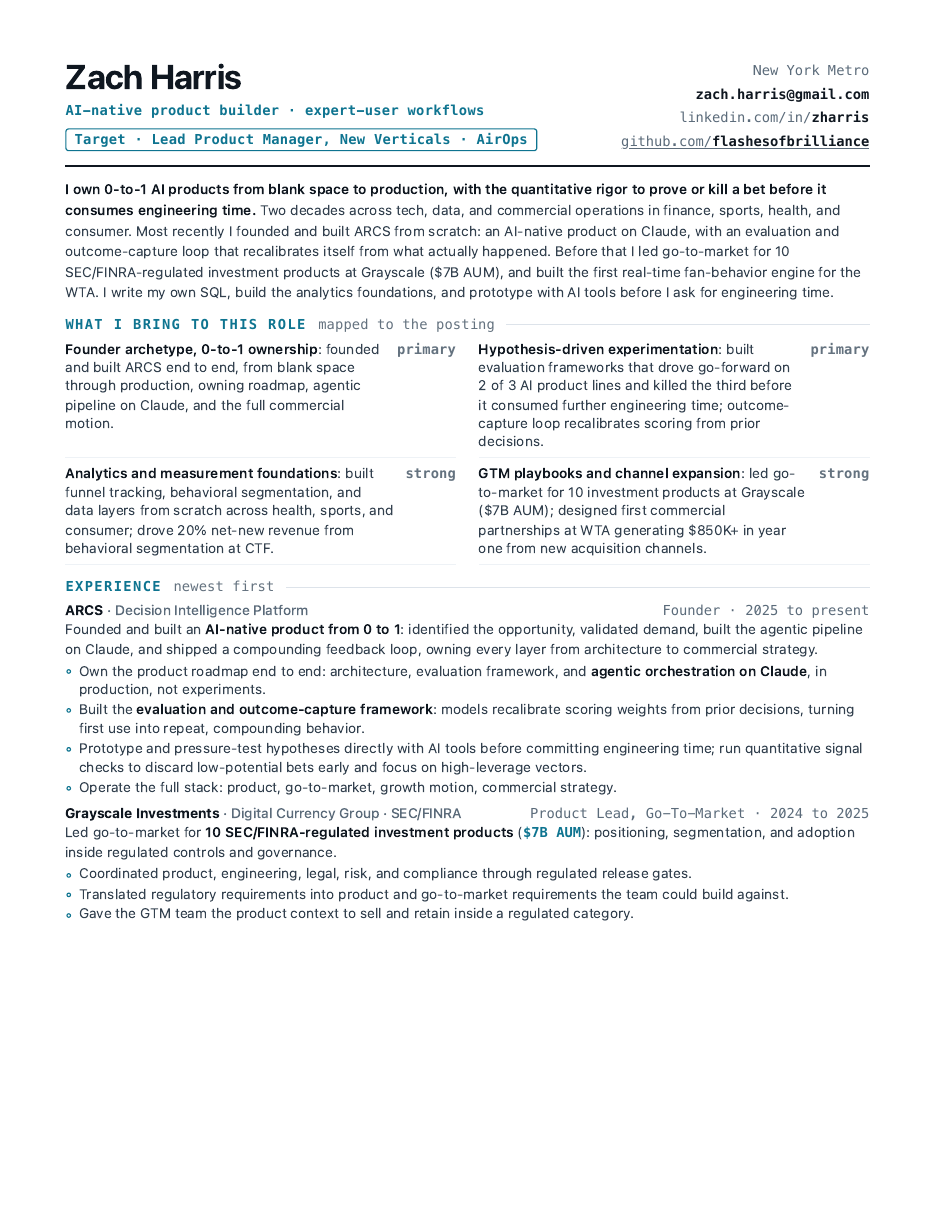 Zach Harris
AI-native product builder · expert-user workflows
Target · Lead Product Manager, New Verticals · AirOps
New York Metro
zach.harris@gmail.com
linkedin.com/in/zharris
github.com/flashesofbrilliance
I own 0-to-1 AI products from blank space to production, with the quantitative rigor to prove or kill a bet before it
consumes engineering time. Two decades across tech, data, and commercial operations in finance, sports, health, and
consumer. Most recently I founded and built ARCS from scratch: an AI-native product on Claude, with an evaluation and
outcome-capture loop that recalibrates itself from what actually happened. Before that I led go-to-market for 10
SEC/FINRA-regulated investment products at Grayscale ($7B AUM), and built the first real-time fan-behavior engine for the
WTA. I write my own SQL, build the analytics foundations, and prototype with AI tools before I ask for engineering time.
WHAT I BRING TO THIS ROLE mapped to the posting
Founder archetype, 0-to-1 ownership: founded primary
and built ARCS end to end, from blank space
through production, owning roadmap, agentic
pipeline on Claude, and the full commercial
motion.
Hypothesis-driven experimentation: built primary
evaluation frameworks that drove go-forward on
2 of 3 AI product lines and killed the third before
it consumed further engineering time; outcome-
capture loop recalibrates scoring from prior
decisions.
Analytics and measurement foundations: built strong
funnel tracking, behavioral segmentation, and
data layers from scratch across health, sports, and
consumer; drove 20% net-new revenue from
behavioral segmentation at CTF.
GTM playbooks and channel expansion: led go- strong
to-market for 10 investment products at Grayscale
($7B AUM); designed first commercial
partnerships at WTA generating $850K+ in year
one from new acquisition channels.
EXPERIENCE newest first
ARCS · Decision Intelligence Platform Founder · 2025 to present
Founded and built an AI-native product from 0 to 1: identified the opportunity, validated demand, built the agentic pipeline
on Claude, and shipped a compounding feedback loop, owning every layer from architecture to commercial strategy.
Own the product roadmap end to end: architecture, evaluation framework, and agentic orchestration on Claude, in
production, not experiments.
Built the evaluation and outcome-capture framework: models recalibrate scoring weights from prior decisions, turning
first use into repeat, compounding behavior.
Prototype and pressure-test hypotheses directly with AI tools before committing engineering time; run quantitative signal
checks to discard low-potential bets early and focus on high-leverage vectors.
Operate the full stack: product, go-to-market, growth motion, commercial strategy.
Grayscale Investments · Digital Currency Group · SEC/FINRA Product Lead, Go-To-Market · 2024 to 2025
Led go-to-market for 10 SEC/FINRA-regulated investment products ($7B AUM): positioning, segmentation, and adoption
inside regulated controls and governance.
Coordinated product, engineering, legal, risk, and compliance through regulated release gates.
Translated regulatory requirements into product and go-to-market requirements the team could build against.
Gave the GTM team the product context to sell and retain inside a regulated category.